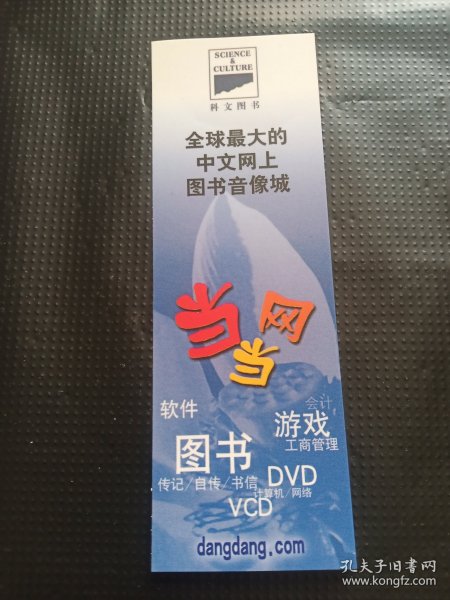 SCIENCE
&
CULTURE
科文图书
全球最大的
中文网上
图书音像城
当当网
软件
会计
游戏
工商管理
图书
传记/自传/书信
DVD
计算机/网络
VCD
dangdang.com
孔夫子旧书网
www.kongfz.com